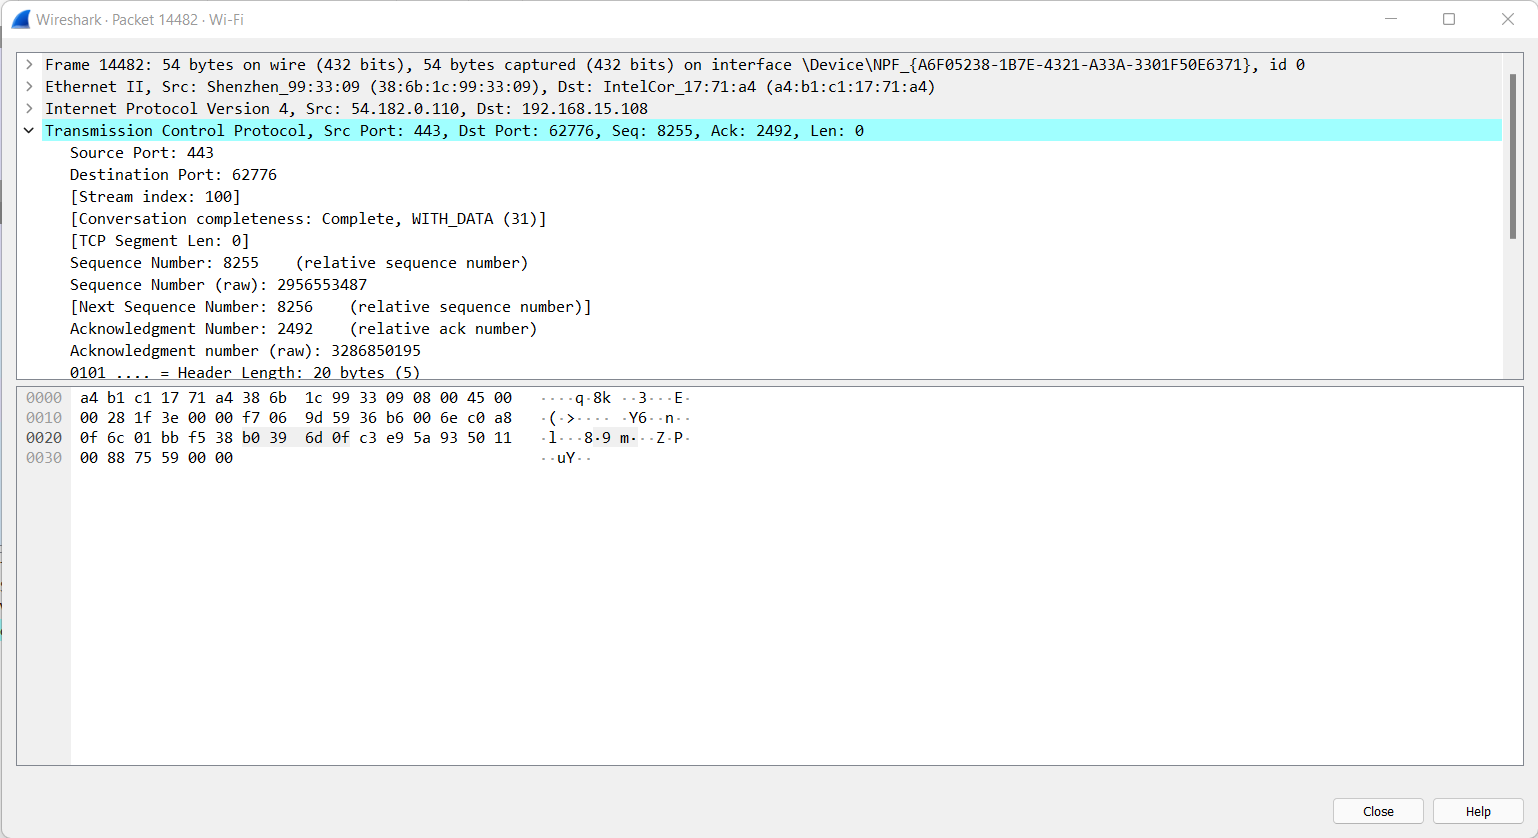 Wireshark · Packet 14482 · Wi-Fi
Frame 14482: 54 bytes on wire (432 bits), 54 bytes captured (432 bits) on interface \Device\NPF_{A6F05238-1B7E-4321-A33A-3301F50E6371}, id 0
Ethernet II, Src: Shenzhen_99:33:09 (38:6b:1c:99:33:09), Dst: IntelCor_17:71:a4 (a4:b1:c1:17:71:a4)
Internet Protocol Version 4, Src: 54.182.0.110, Dst: 192.168.15.108
Transmission Control Protocol, Src Port: 443, Dst Port: 62776, Seq: 8255, Ack: 2492, Len: 0
Source Port: 443
Destination Port: 62776
[Stream index: 100]
[Conversation completeness: Complete, WITH_DATA (31)]
[TCP Segment Len: 0]
Sequence Number: 8255    (relative sequence number)
Sequence Number (raw): 2956553487
[Next Sequence Number: 8256    (relative sequence number)]
Acknowledgment Number: 2492    (relative ack number)
Acknowledgment number (raw): 3286850195
0101 .... = Header Length: 20 bytes (5)
0000  a4 b1 c1 17 71 a4 38 6b  1c 99 33 09 08 00 45 00   ····q·8k ··3···E·
0010  00 28 1f 3e 00 00 f7 06  9d 59 36 b6 00 6e c0 a8   ·(·>···· ·Y6··n··
0020  0f 6c 01 bb f5 38 b0 39  6d 0f c3 e9 5a 93 50 11   ·l···8·9 m···Z·P·
0030  00 88 75 59 00 00   ··uY··
Close
Help